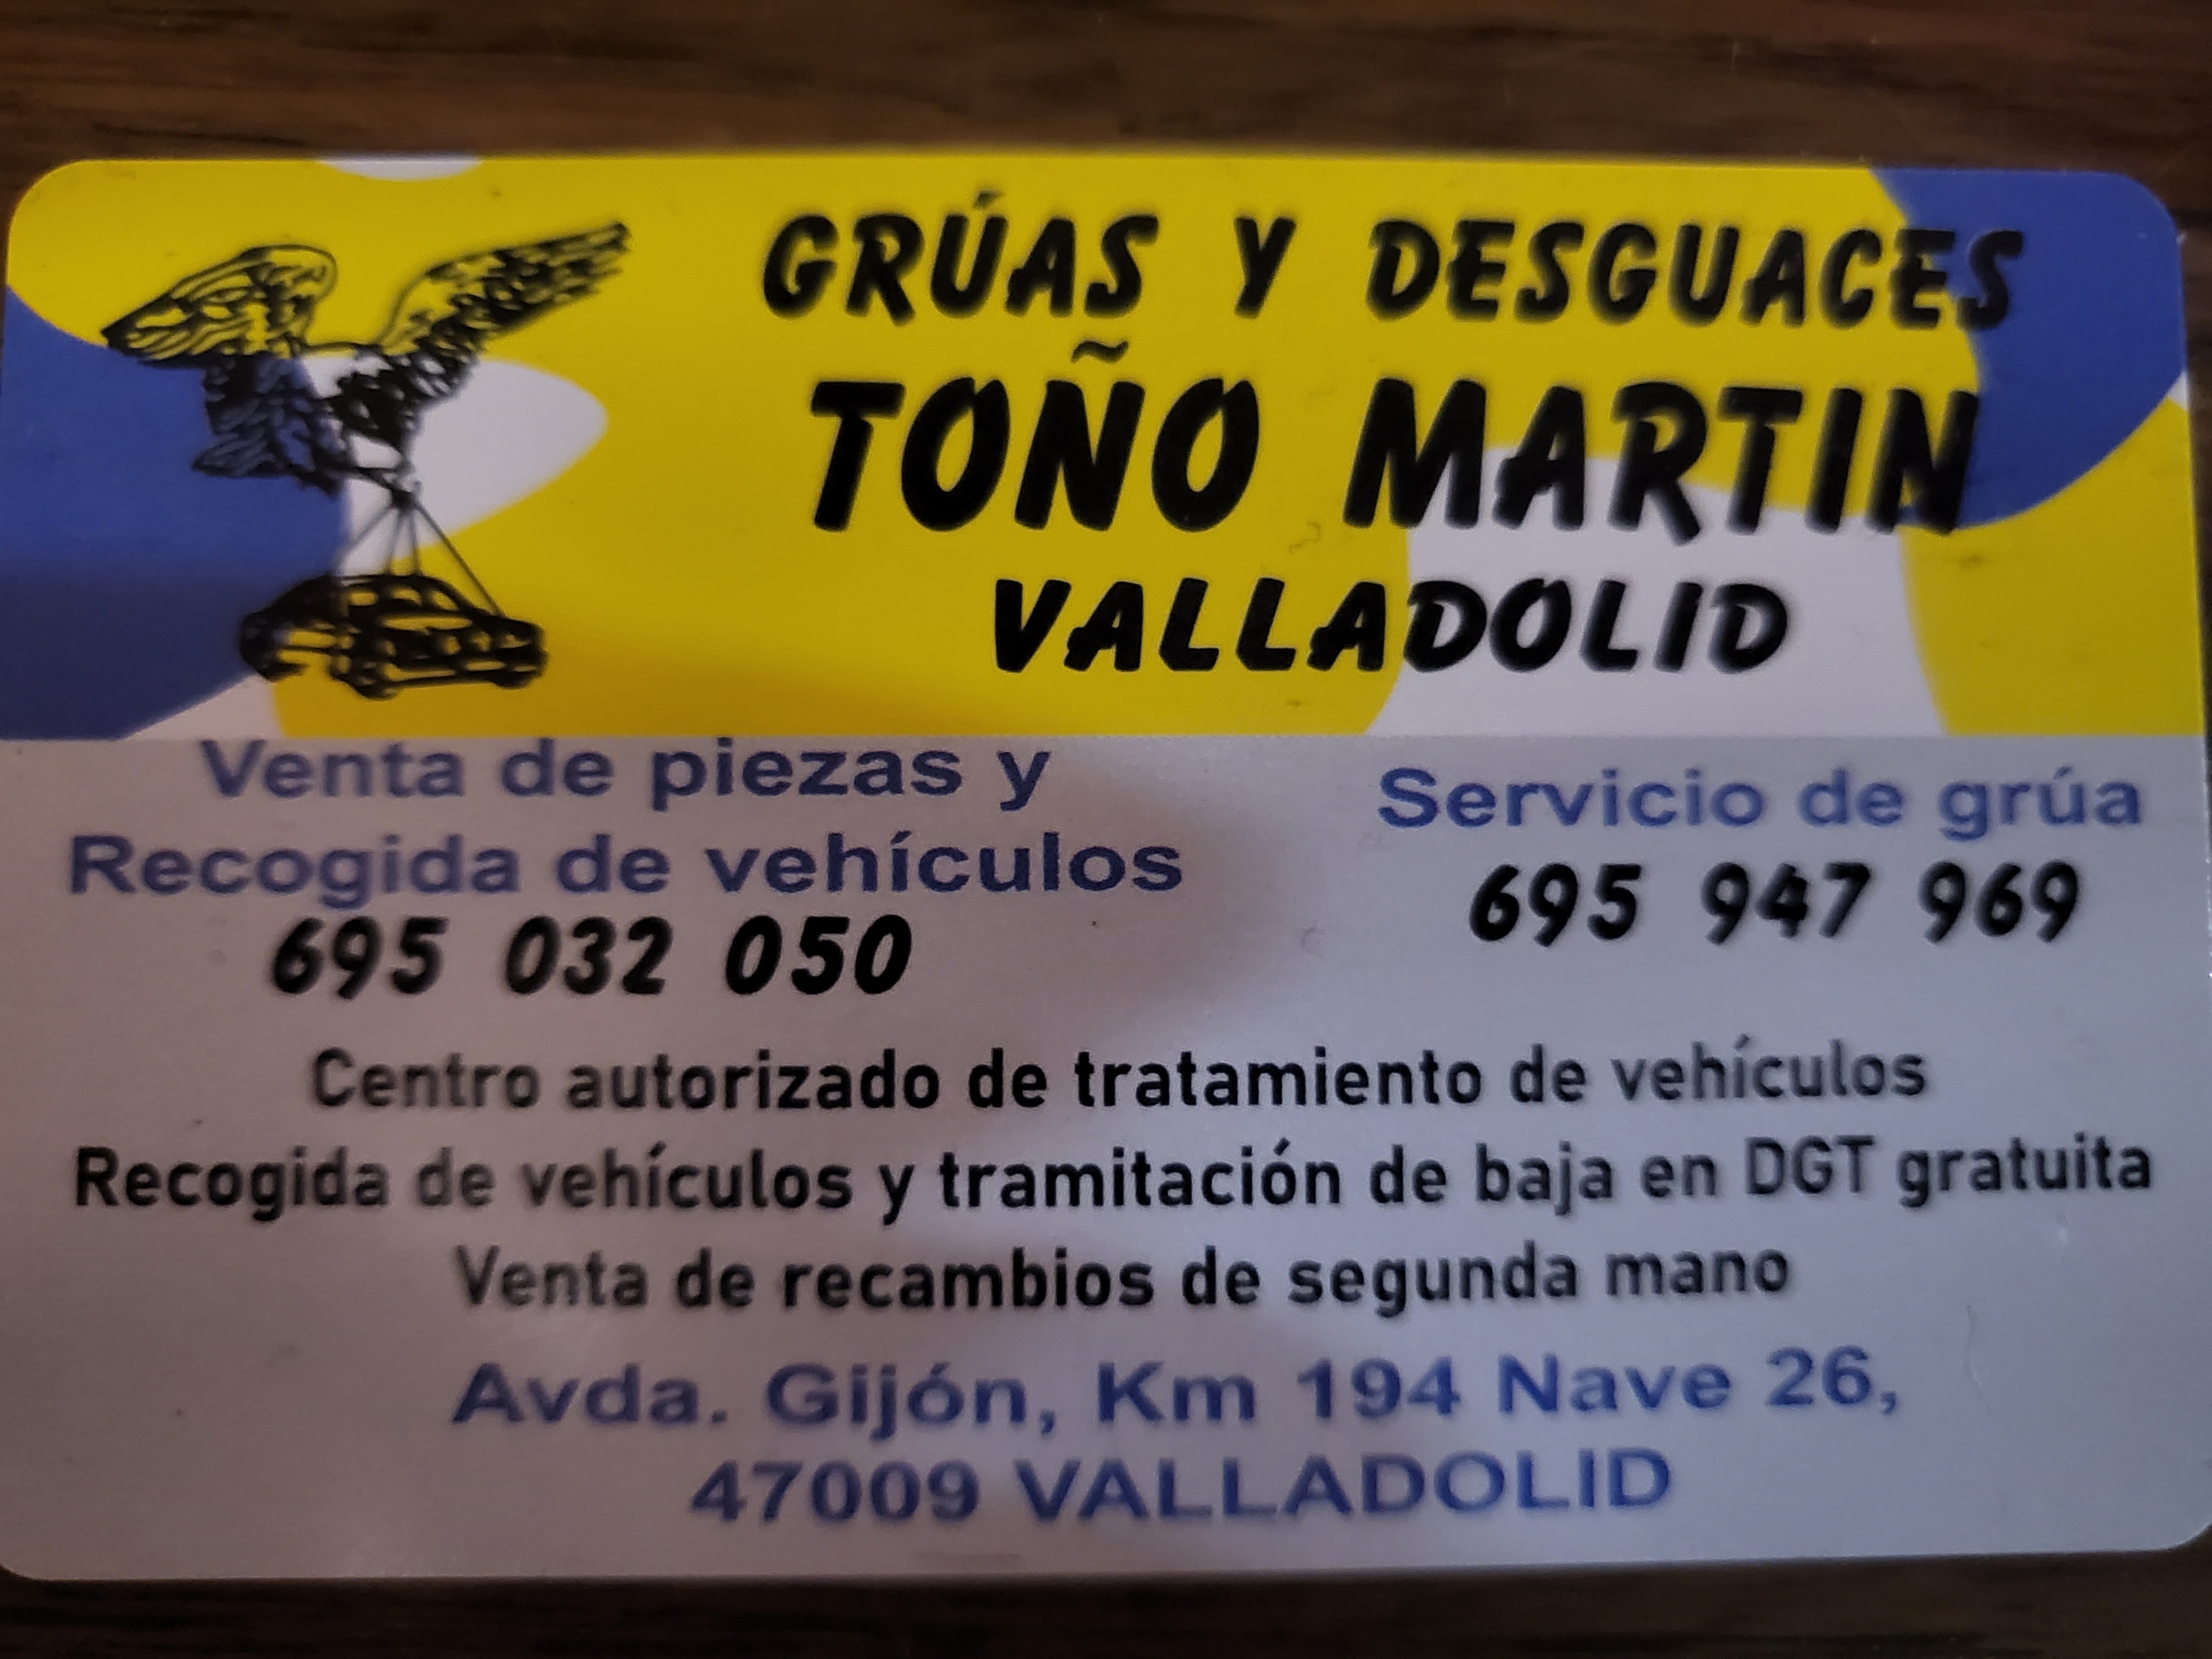 GRÚAS Y DESGUACES
TOÑO MARTIN
VALLADOLID
Venta de piezas y
Recogida de vehículos
695 032 050
Servicio de grúa
695 947 969
Centro autorizado de tratamiento de vehículos
Recogida de vehículos y tramitación de baja en DGT gratuita
Venta de recambios de segunda mano
Avda. Gijón, Km 194 Nave 26,
47009 VALLADOLID